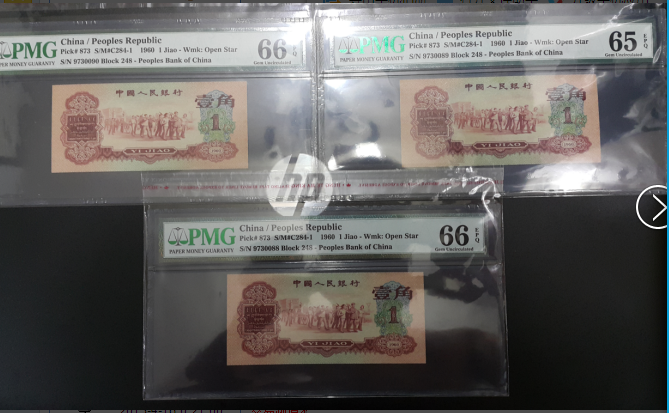 PMG
PAPER MONEY GUARANTY
China / Peoples Republic
Pick# 873 S/M#C284-1 1960 1 Jiao - Wmk: Open Star
S/N 9730090 Block 248 - Peoples Bank of China
66 EPQ
Gem Uncirculated
中國人民銀行
壹角
1
YI JIAO
PMG
PAPER MONEY GUARANTY
China / Peoples Republic
Pick# 873 S/M#C284-1 1960 1 Jiao - Wmk: Open Star
S/N 9730089 Block 248 - Peoples Bank of China
65 EPQ
Gem Uncirculated
中國人民銀行
壹角
1
YI JIAO
hp
PMG
PAPER MONEY GUARANTY
China / Peoples Republic
Pick# 873 S/M#C284-1 1960 1 Jiao - Wmk: Open Star
S/N 9730088 Block 248 - Peoples Bank of China
66 EPQ
Gem Uncirculated
中國人民銀行
壹角
1
YI JIAO